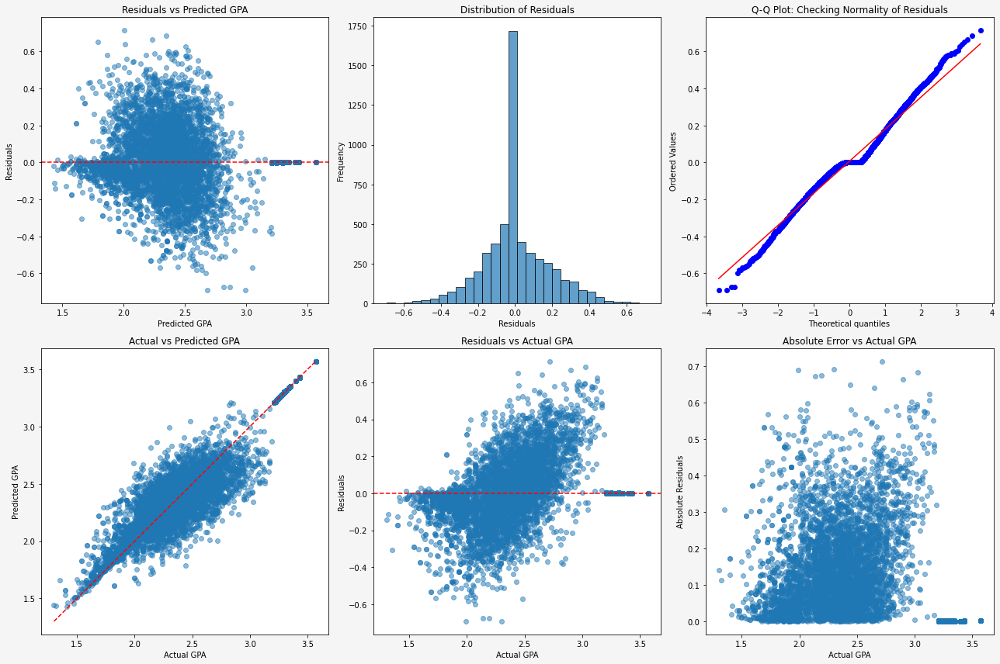 Residuals vs Predicted GPA
Residuals
0.6
0.4
0.2
0.0
−0.2
−0.4
−0.6
1.5 2.0 2.5 3.0 3.5
Predicted GPA
Distribution of Residuals
Frequency
1750
1500
1250
1000
750
500
250
0
−0.6 −0.4 −0.2 0.0 0.2 0.4 0.6
Residuals
Q-Q Plot: Checking Normality of Residuals
Ordered Values
0.6
0.4
0.2
0.0
−0.2
−0.4
−0.6
−4 −3 −2 −1 0 1 2 3 4
Theoretical quantiles
Actual vs Predicted GPA
Predicted GPA
3.5
3.0
2.5
2.0
1.5
1.5 2.0 2.5 3.0 3.5
Actual GPA
Residuals vs Actual GPA
Residuals
0.6
0.4
0.2
0.0
−0.2
−0.4
−0.6
1.5 2.0 2.5 3.0 3.5
Actual GPA
Absolute Error vs Actual GPA
Absolute Residuals
0.7
0.6
0.5
0.4
0.3
0.2
0.1
0.0
1.5 2.0 2.5 3.0 3.5
Actual GPA